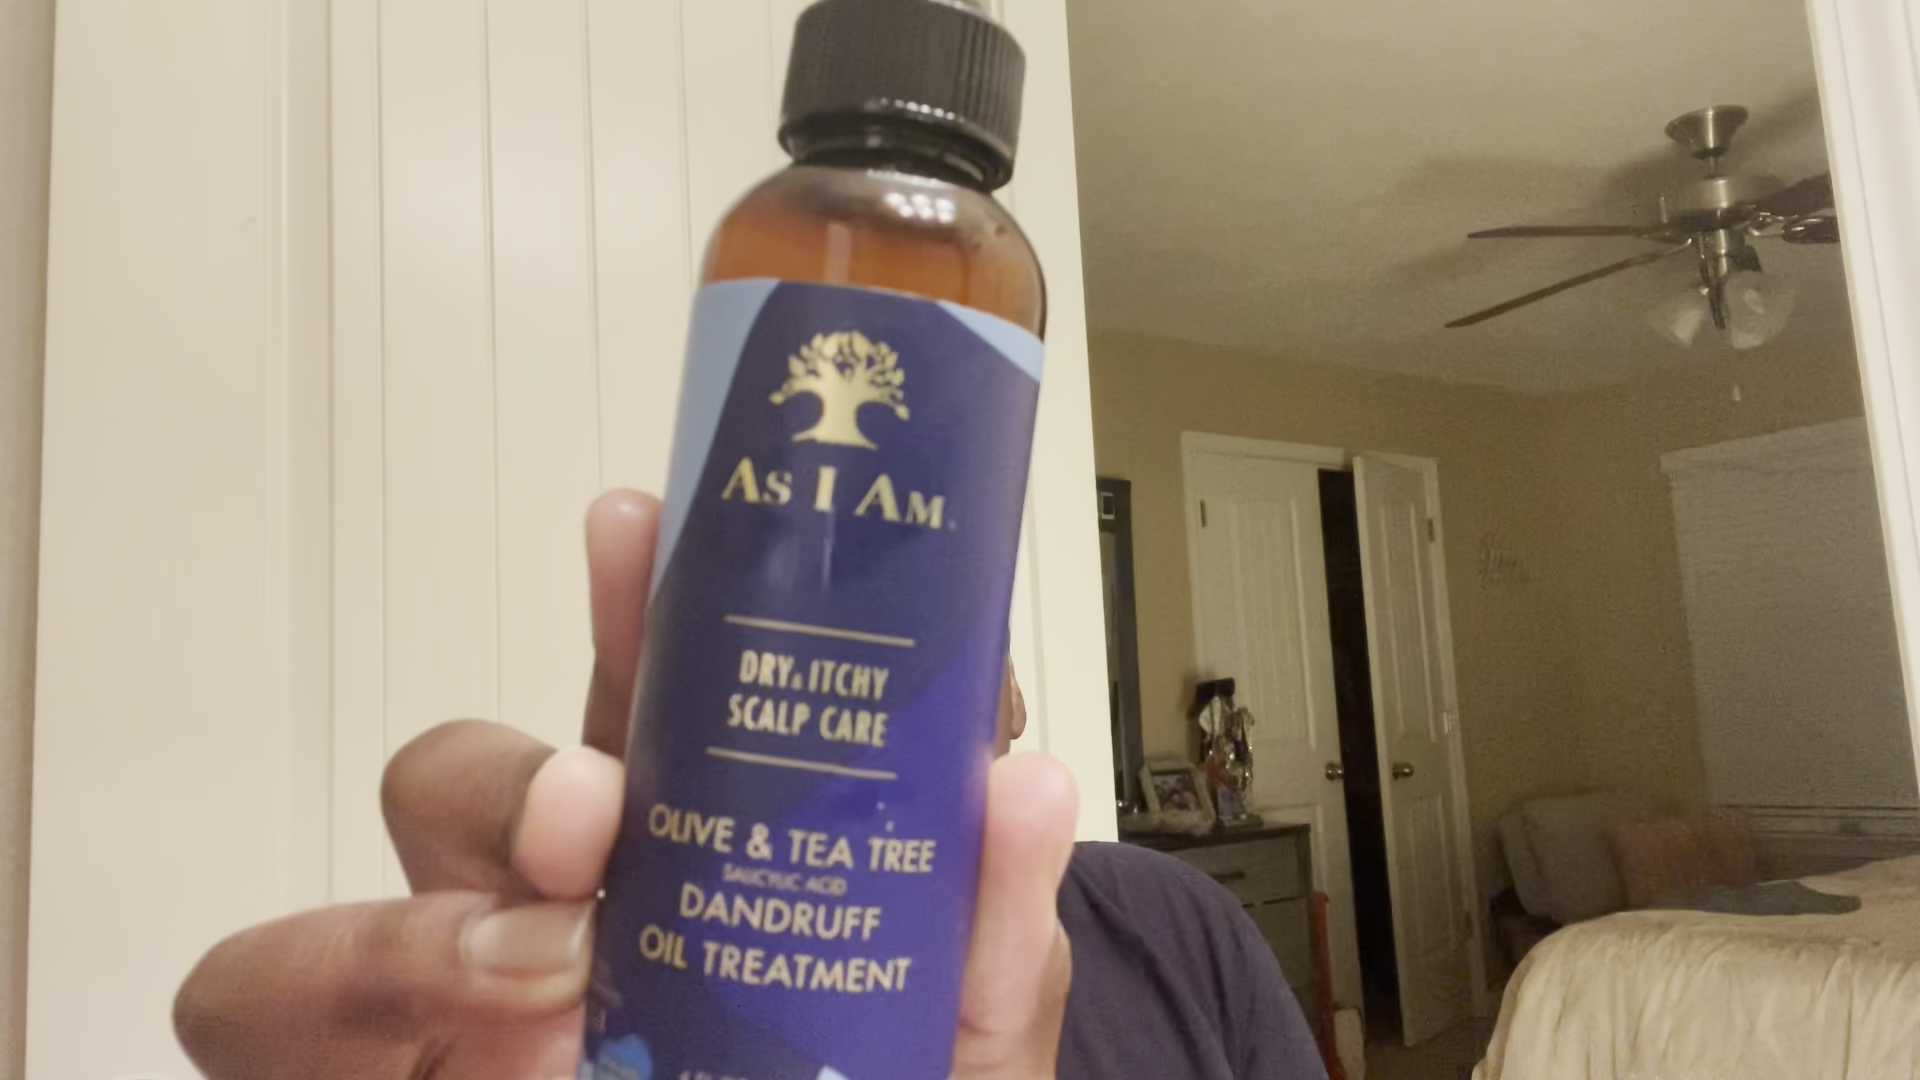 As I Am
DRY & ITCHY
SCALP CARE
OLIVE & TEA TREE
SALICYLIC ACID
DANDRUFF
OIL TREATMENT